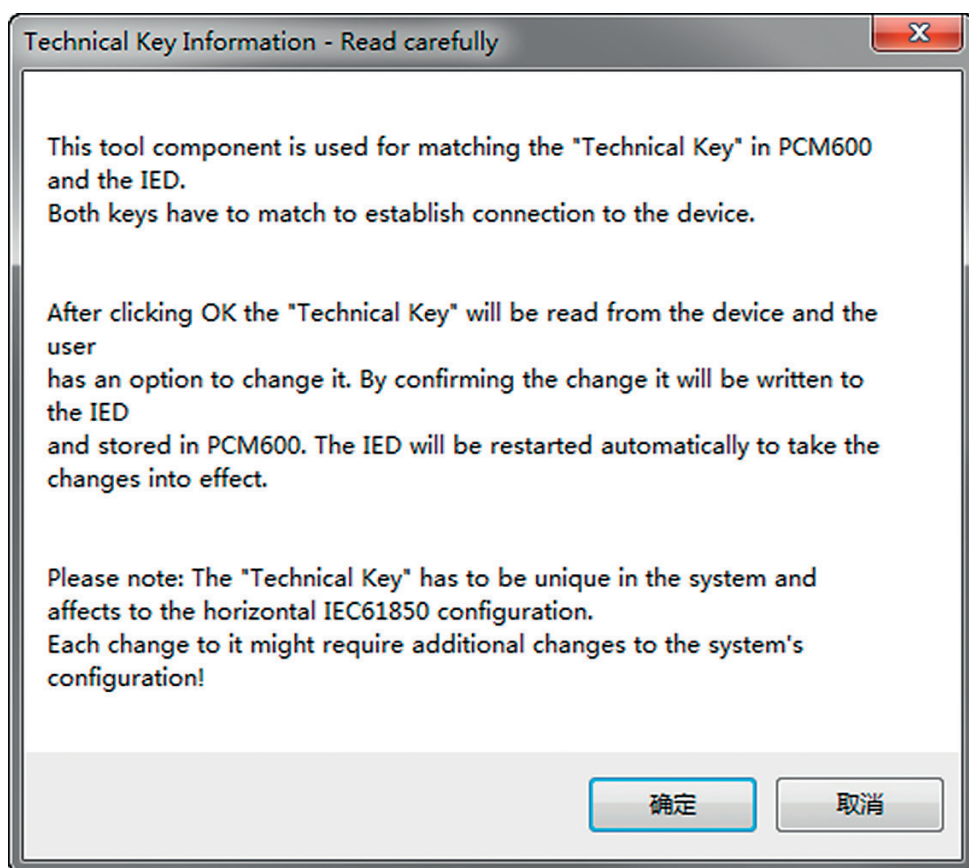 Technical Key Information - Read carefully
This tool component is used for matching the "Technical Key" in PCM600
and the IED.
Both keys have to match to establish connection to the device.
After clicking OK the "Technical Key" will be read from the device and the
user
has an option to change it. By confirming the change it will be written to
the IED
and stored in PCM600. The IED will be restarted automatically to take the
changes into effect.
Please note: The "Technical Key" has to be unique in the system and
affects to the horizontal IEC61850 configuration.
Each change to it might require additional changes to the system's
configuration!
确定 取消